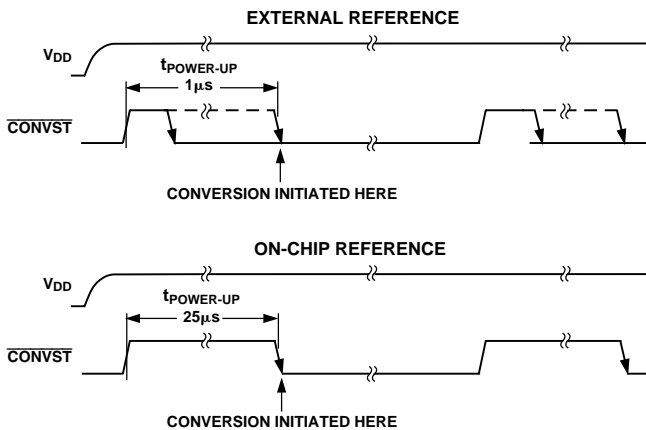 EXTERNAL REFERENCE
VDD
tPOWER-UP
1μs
CONVST
CONVERSION INITIATED HERE
ON-CHIP REFERENCE
VDD
tPOWER-UP
25μs
CONVST
CONVERSION INITIATED HERE